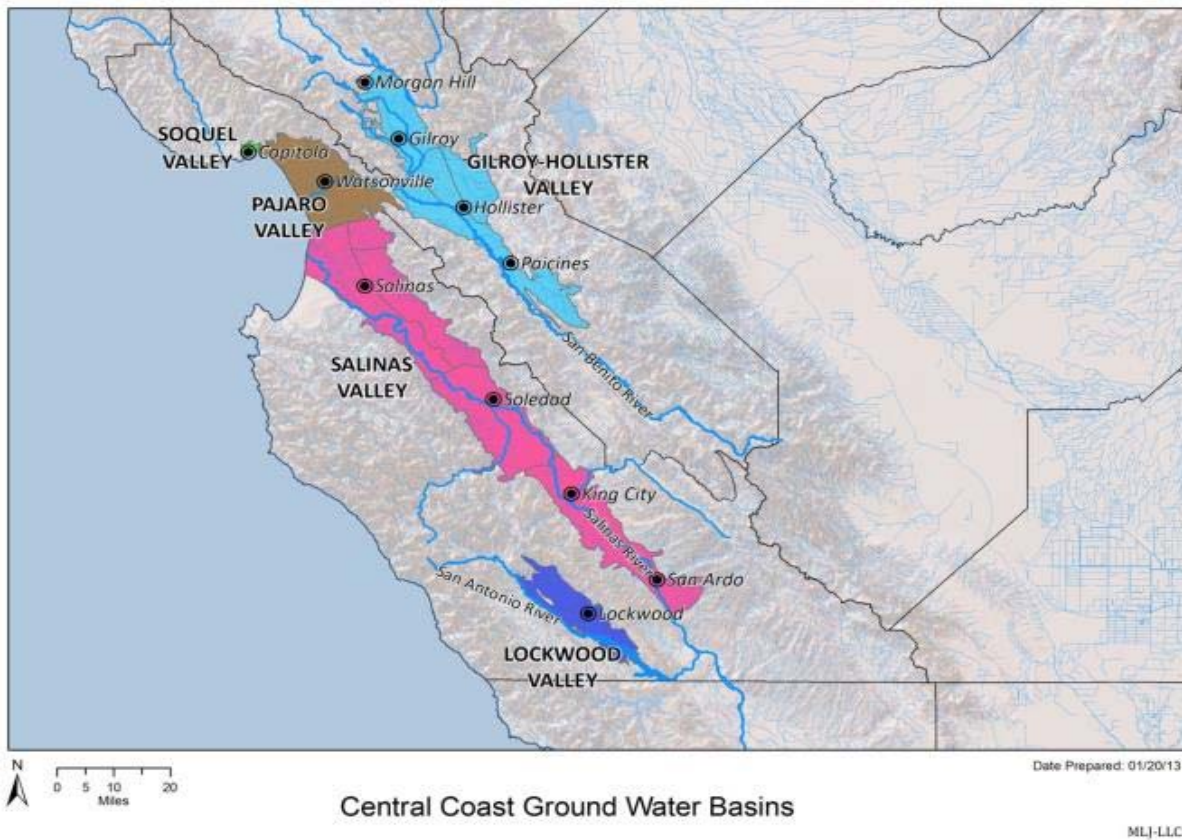 Morgan Hill
SOQUEL
VALLEY
Capitola
Gilroy
GILROY-HOLLISTER
VALLEY
Watsonville
PAJARO
VALLEY
Hollister
Paicines
Salinas
San Benito River
SALINAS
VALLEY
Soledad
King City
Salinas River
San Ardo
San Antonio River
Lockwood
LOCKWOOD
VALLEY
N
0 5 10 20
Miles
Date Prepared: 01/20/13
Central Coast Ground Water Basins
MLJ-LLC